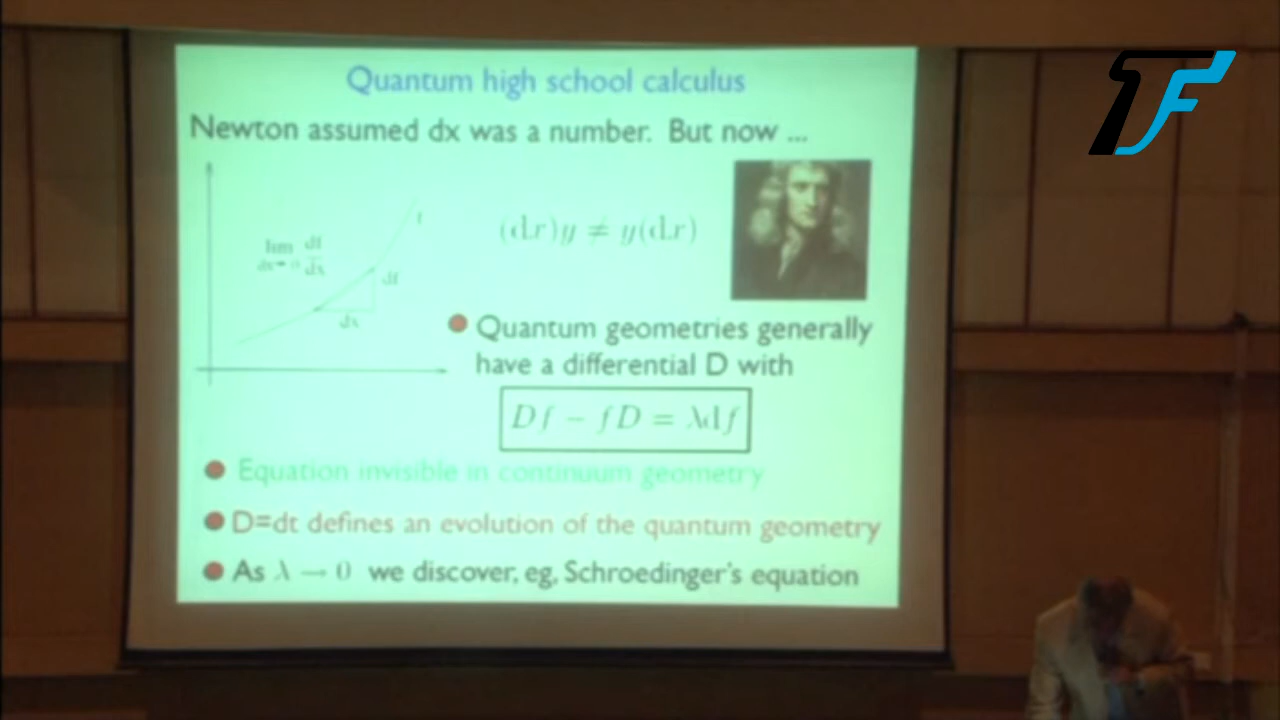 Quantum high school calculus
Newton assumed dx was a number. But now ...
lim df
dx→0 dx
f
df
dx
(dx)y ≠ y(dx)
Quantum geometries generally
have a differential D with
Df − fD = λdf
Equation invisible in continuum geometry
D=dt defines an evolution of the quantum geometry
As λ → 0 we discover, eg, Schroedinger's equation
TF